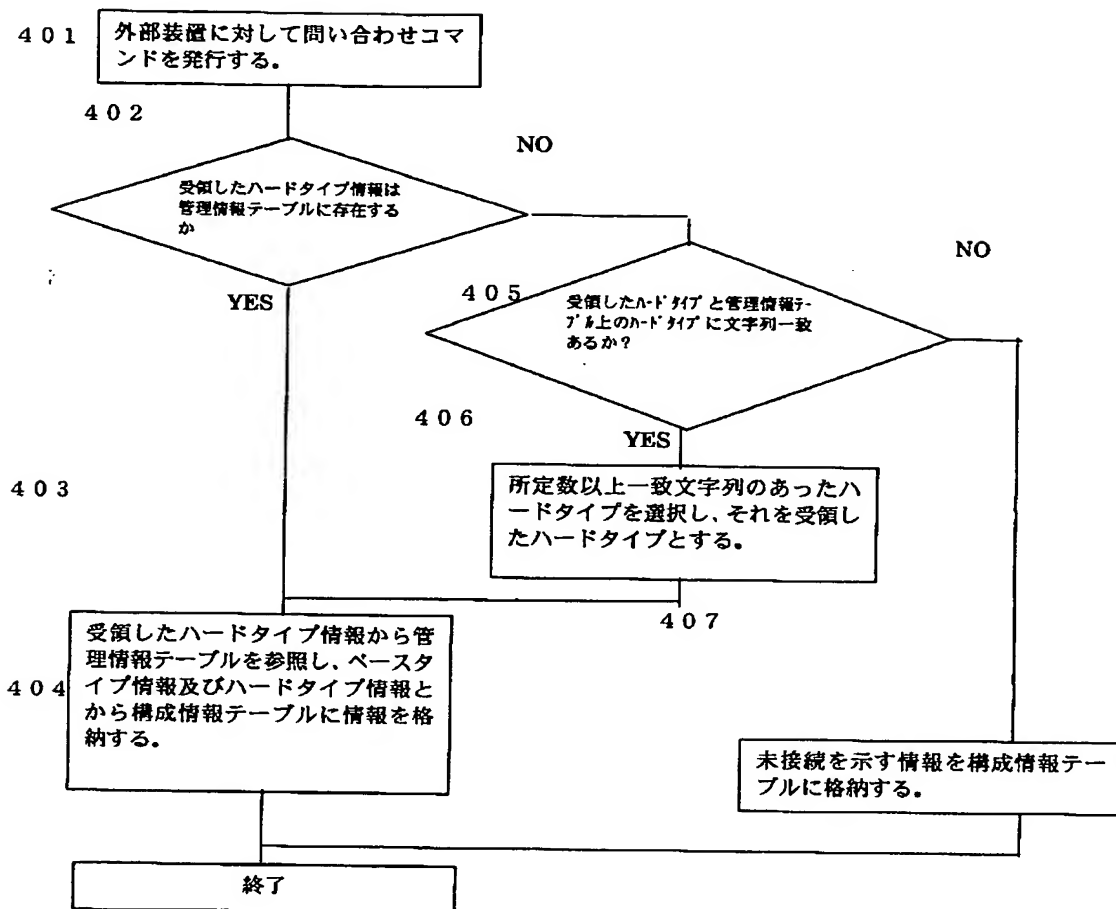 401
外部装置に対して問い合わせコマ
ンドを発行する。
402
NO
受領したハードタイプ情報は
管理情報テーブルに存在する
か
YES
NO
405
受領したハードタイプと管理情報テー
ブル上のハードタイプに文字列一致
あるか？
406
YES
403
所定数以上一致文字列のあったハ
ードタイプを選択し、それを受領し
たハードタイプとする。
407
受領したハードタイプ情報から管
理情報テーブルを参照し、ベースタ
イプ情報及びハードタイプ情報と
から構成情報テーブルに情報を格
納する。
404
未接続を示す情報を構成情報テー
ブルに格納する。
終了